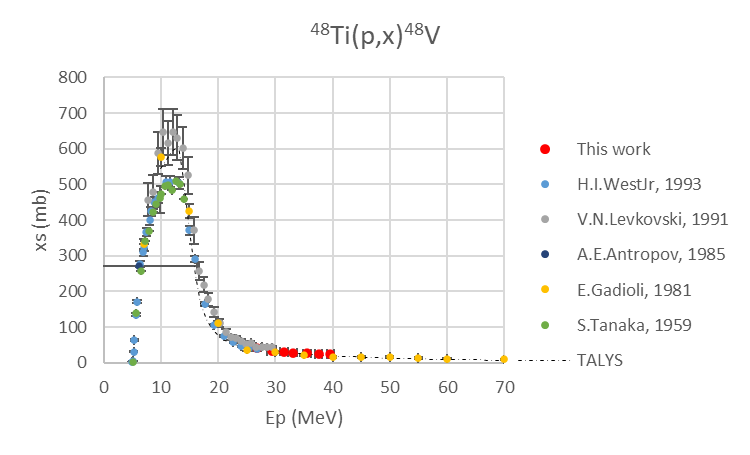 ⁴⁸Ti(p,x)⁴⁸V
800
700
600
500
400
300
200
100
0
xs (mb)
0 10 20 30 40 50 60 70
Ep (MeV)
This work
H.I.WestJr, 1993
V.N.Levkovski, 1991
A.E.Antropov, 1985
E.Gadioli, 1981
S.Tanaka, 1959
TALYS